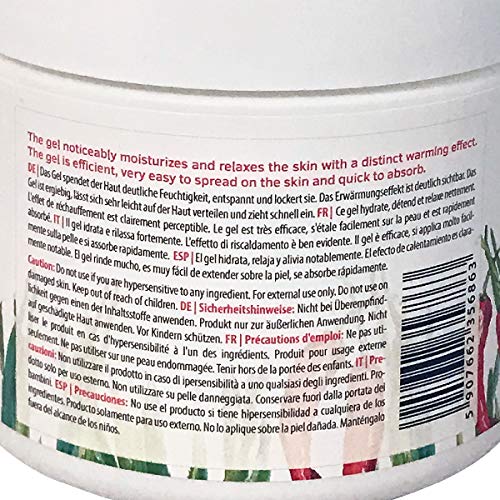 The gel noticeably moisturizes and relaxes the skin with a distinct warming effect.
The gel is efficient, very easy to spread on the skin and quick to absorb.
DE | Das Gel spendet der Haut deutliche Feuchtigkeit, entspannt und lockert sie. Das Erwärmungseffekt ist deutlich sichtbar. Das
Gel ist ergiebig, lässt sich sehr leicht auf der Haut verteilen und zieht schnell ein. FR | Ce gel hydrate, détend et relaxe nettement.
L'effet de réchauffement est clairement perceptible. Le gel est très efficace, s'étale facilement sur la peau et est rapidement
absorbé. IT | Il gel idrata e rilassa fortemente. L'effetto di riscaldamento è ben evidente. Il gel è efficace, si applica molto facil-
mente sulla pelle e si assorbe rapidamente. ESP | El gel hidrata, relaja y alivia notablemente. El efecto de calentamiento es clara-
mente notable. El gel rinde mucho, es muy fácil de extender sobre la piel, se absorbe rápidamente.
Caution: Do not use if you are hypersensitive to any ingredient. For external use only. Do not use on
damaged skin. Keep out of reach of children. DE | Sicherheitshinweise: Nicht bei Überempfind-
lichkeit gegen einen der Inhaltsstoffe anwenden. Produkt nur zur äußerlichen Anwendung. Nicht
auf geschädigte Haut anwenden. Vor Kindern schützen. FR | Précautions d'emploi: Ne pas uti-
liser le produit en cas d'hypersensibilité à l'un des ingrédients. Produit pour usage externe
seulement. Ne pas utiliser sur une peau endommagée. Tenir hors de la portée des enfants. IT | Pre-
cauzioni: Non utilizzare il prodotto in caso di ipersensibilità a uno qualsiasi degli ingredienti. Pro-
dotto solo per uso esterno. Non utilizzare su pelle danneggiata. Conservare fuori dalla portata dei
bambini. ESP | Precauciones: No use el producto si tiene hipersensibilidad a cualquiera de los
ingredientes. Producto solamente para uso externo. No lo aplique sobre la piel dañada. Manténgalo
fuera del alcance de los niños.
5 907662 356863